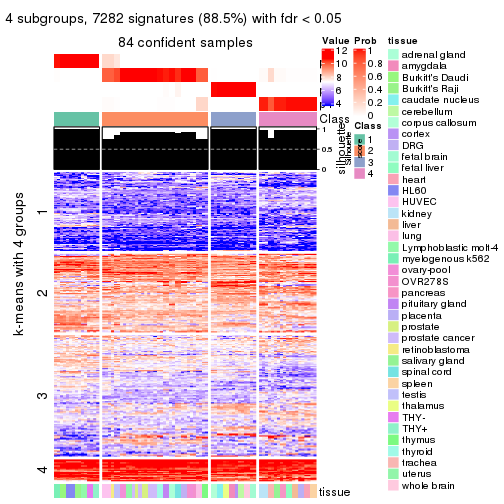 4 subgroups, 7282 signatures (88.5%) with fdr < 0.05
84 confident samples
Value
12
10
8
6
4
Prob
1
0.8
0.6
0.4
0.2
0
Class
1
0.5
0
silhouette
Class
1
2
3
4
k-means with 4 groups
1
2
3
4
tissue
tissue
adrenal gland
amygdala
Burkitt's Daudi
Burkitt's Raji
caudate nucleus
cerebellum
corpus callosum
cortex
DRG
fetal brain
fetal liver
heart
HL60
HUVEC
kidney
liver
lung
Lymphoblastic molt-4
myelogenous k562
ovary-pool
OVR278S
pancreas
pituitary gland
placenta
prostate
prostate cancer
retinoblastoma
salivary gland
spinal cord
spleen
testis
thalamus
THY-
THY+
thymus
thyroid
trachea
uterus
whole brain